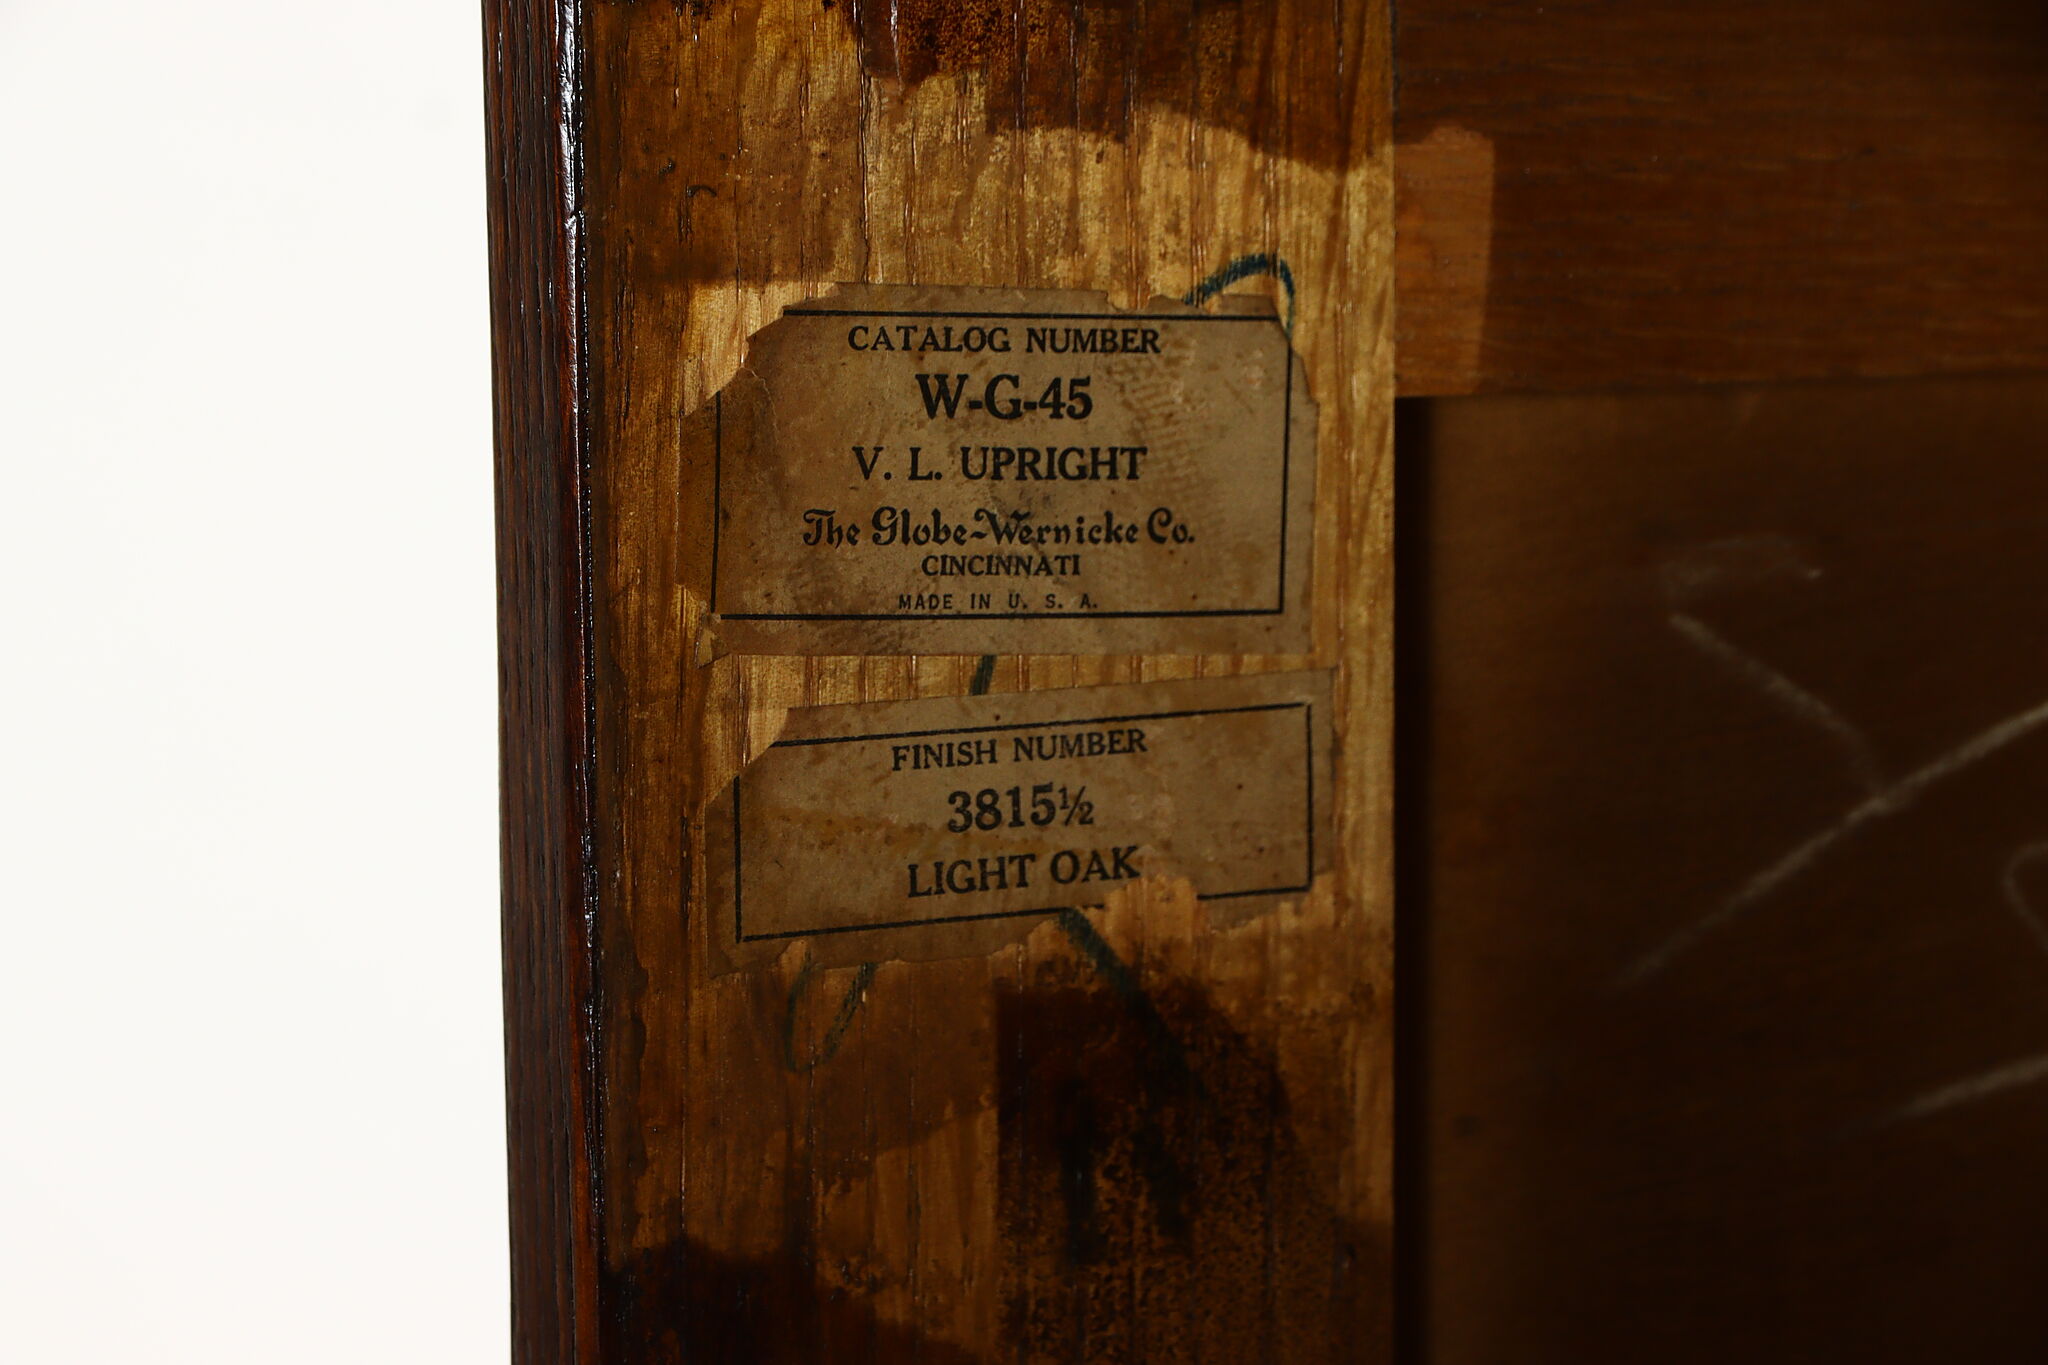 CATALOG NUMBER
W-G-45
V. L. UPRIGHT
The Globe-Wernicke Co.
CINCINNATI
MADE IN U. S. A.
FINISH NUMBER
3815½
LIGHT OAK